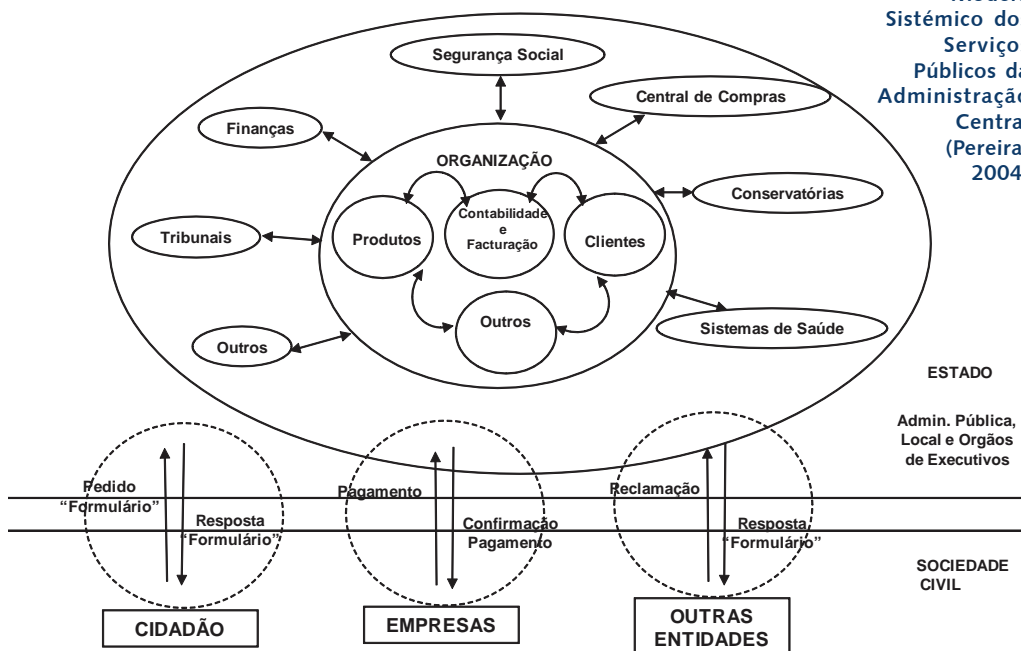 Sistémico do
Serviço
Públicos da
Administração
Centra
(Pereira
2004
Segurança Social
Central de Compras
Finanças
ORGANIZAÇÃO
Conservatórias
Tribunais
Produtos
Contabilidade
e
Facturação
Clientes
Outros
Sistemas de Saúde
Outros
ESTADO
Admin. Pública,
Local e Orgãos
de Executivos
Pedido
“Formulário”
Resposta
“Formulário”
Pagamento
Confirmação
Pagamento
Reclamação
Resposta
“Formulário”
SOCIEDADE
CIVIL
CIDADÃO
EMPRESAS
OUTRAS
ENTIDADES